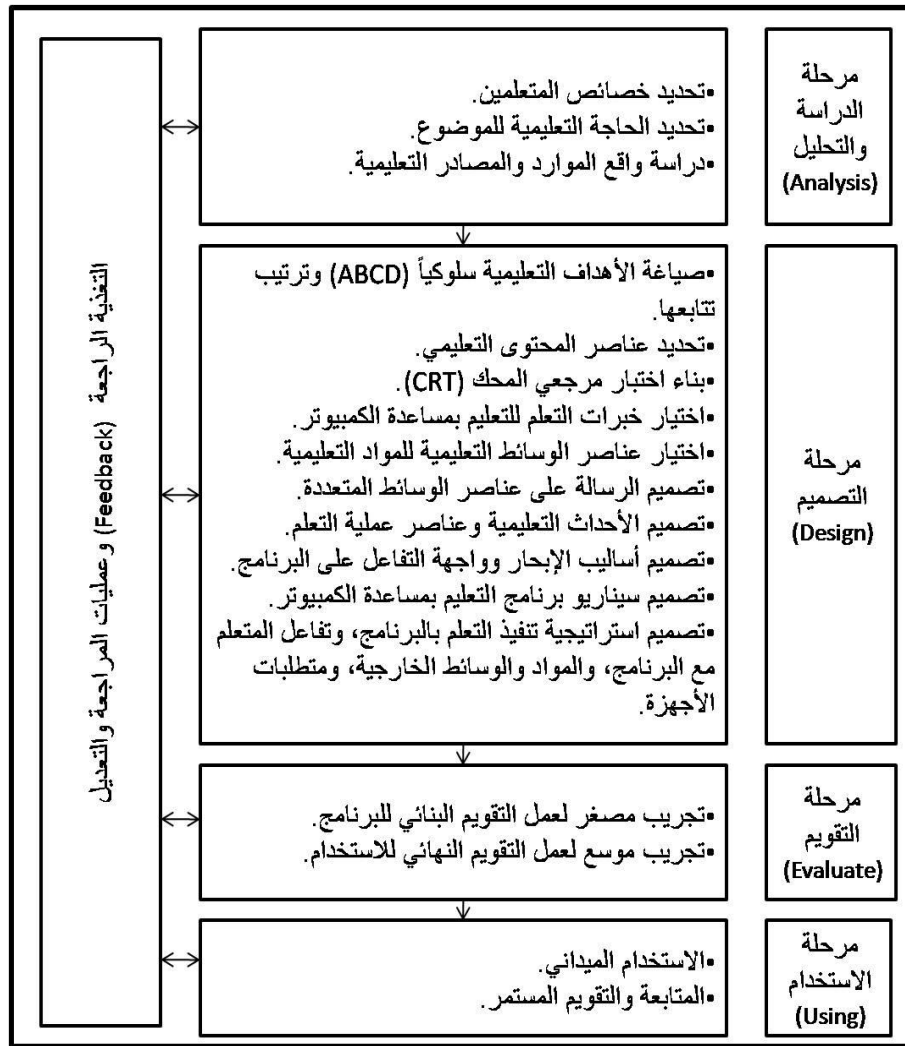 مرحلة
الدراسة
والتحليل
(Analysis)
▪تحديد خصائص المتعلمين.
▪تحديد الحاجة التعليمية للموضوع.
▪دراسة واقع الموارد والمصادر التعليمية.
مرحلة
التصميم
(Design)
▪صياغة الأهداف التعليمية سلوكياً (ABCD) وترتيب
تتابعها.
▪تحديد عناصر المحتوى التعليمي.
▪بناء اختبار مرجعي المحك (CRT).
▪اختيار خبرات التعلم للتعليم بمساعدة الكمبيوتر.
▪اختيار عناصر الوسائط التعليمية للمواد التعليمية.
▪تصميم الرسالة على عناصر الوسائط المتعددة.
▪تصميم الأحداث التعليمية وعناصر عملية التعلم.
▪تصميم أساليب الإبحار وواجهة التفاعل على البرنامج.
▪تصميم سيناريو برنامج التعليم بمساعدة الكمبيوتر.
▪تصميم استراتيجية تنفيذ التعلم بالبرنامج، وتفاعل المتعلم
مع البرنامج، والمواد والوسائط الخارجية، ومتطلبات
الأجهزة.
مرحلة
التقويم
(Evaluate)
▪تجريب مصغر لعمل التقويم البنائي للبرنامج.
▪تجريب موسع لعمل التقويم النهائي للاستخدام.
مرحلة
الاستخدام
(Using)
▪الاستخدام الميداني.
▪المتابعة والتقويم المستمر.
التغذية الراجعة (Feedback) وعمليات المراجعة والتعديل